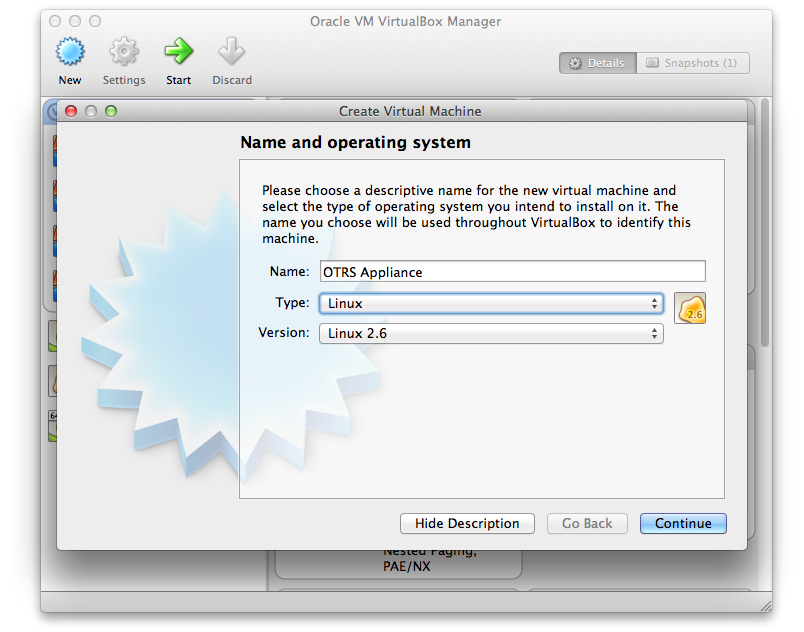 Oracle VM VirtualBox Manager
New
Settings
Start
Discard
Details
Snapshots (1)
Create Virtual Machine
Name and operating system
Please choose a descriptive name for the new virtual machine and
select the type of operating system you intend to install on it. The
name you choose will be used throughout VirtualBox to identify this
machine.
Name: OTRS Appliance
Type: Linux
2.6
Version: Linux 2.6
64
Hide Description
Go Back
Continue
Nested Paging,
PAE/NX